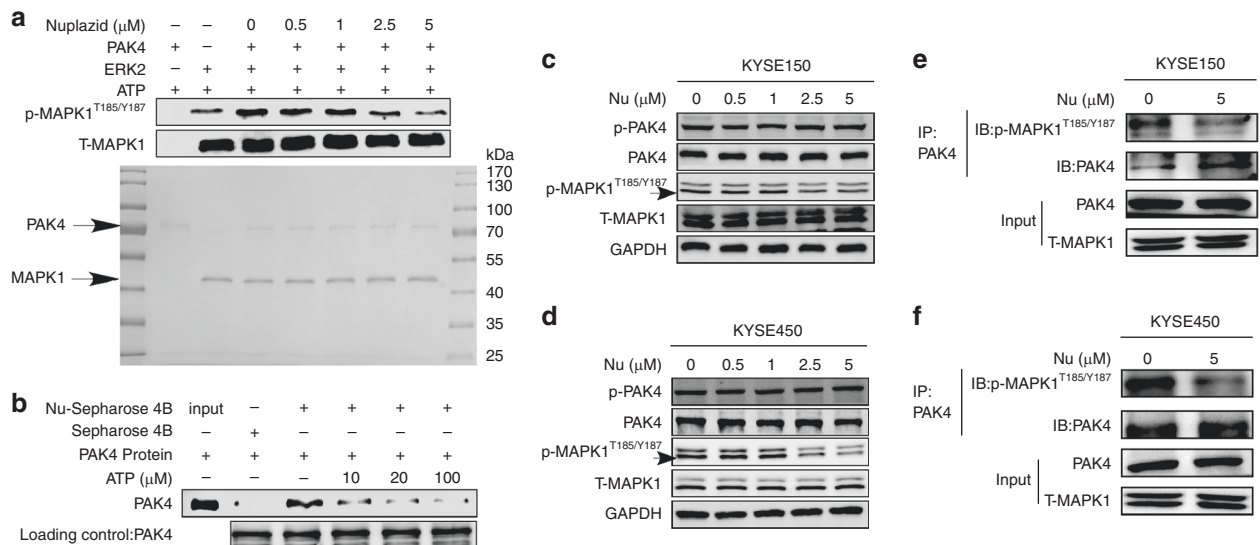 a
Nuplazid (μM) – – 0 0.5 1 2.5 5
PAK4 + – + + + + +
ERK2 – + + + + + +
ATP + + + + + + +
p-MAPK1T185/Y187
T-MAPK1
kDa
170
130
100
PAK4
70
55
MAPK1
40
35
25
b
Nu-Sepharose 4B input – + + + +
Sepharose 4B – + – – – –
PAK4 Protein + + + + + +
ATP (μM) – – – 10 20 100
PAK4
Loading control:PAK4
c
KYSE150
Nu (μM) 0 0.5 1 2.5 5
p-PAK4
PAK4
p-MAPK1T185/Y187
T-MAPK1
GAPDH
d
KYSE450
Nu (μM) 0 0.5 1 2.5 5
p-PAK4
PAK4
p-MAPK1T185/Y187
T-MAPK1
GAPDH
e
KYSE150
Nu (μM) 0 5
IP: PAK4
IB:p-MAPK1T185/Y187
IB:PAK4
Input
PAK4
T-MAPK1
f
KYSE450
Nu (μM) 0 5
IP: PAK4
IB:p-MAPK1T185/Y187
IB:PAK4
Input
PAK4
T-MAPK1